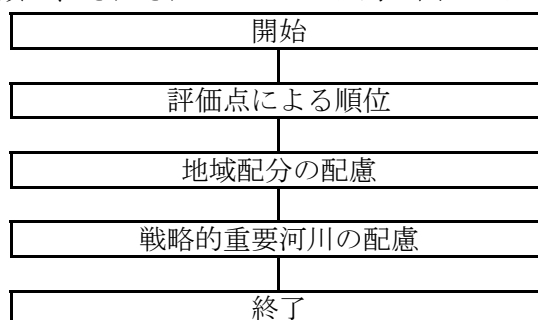 開始
評価点による順位
地域配分の配慮
戦略的重要河川の配慮
終了